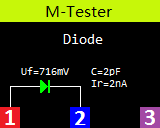 M-Tester
Diode
Uf=716mV C=2pF
Ir=2nA
1 2 3